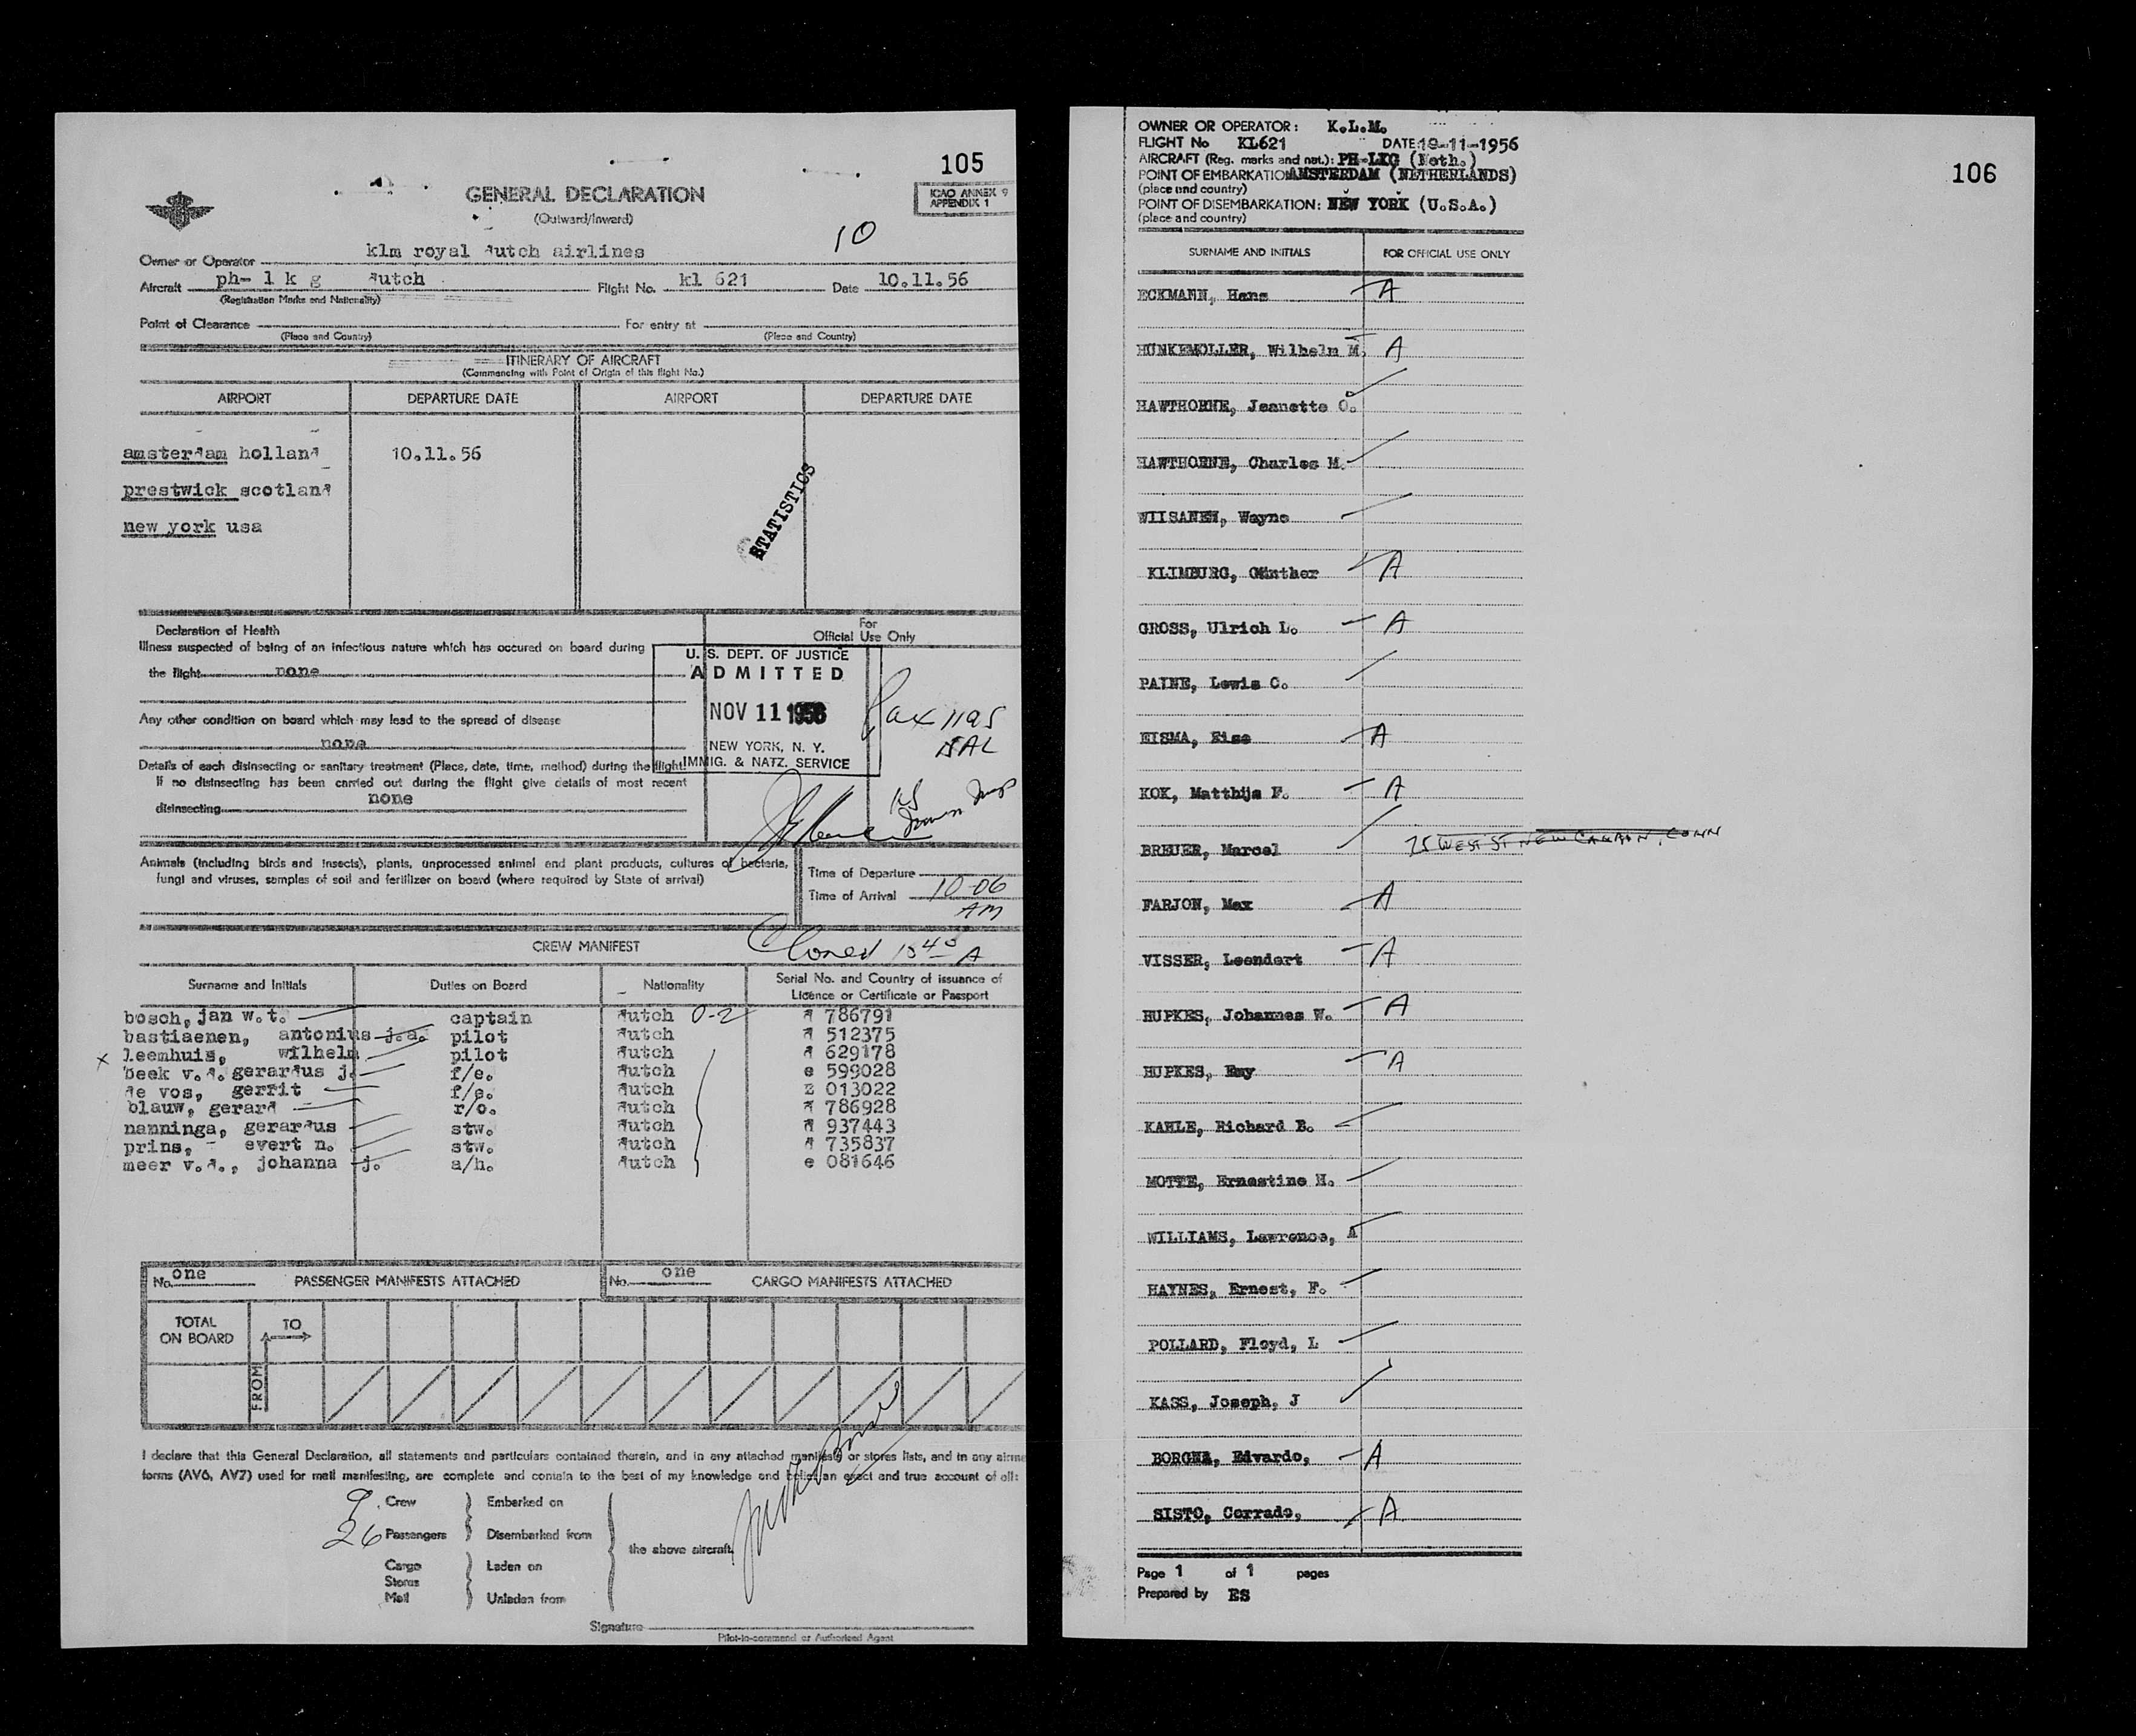 105
GENERAL DECLARATION
(Outward/Inward)
ICAO ANNEX 9
APPENDIX 1
10
Owner or Operator klm royal dutch airlines
Aircraft ph- l k g dutch Flight No. kl 621 Date 10.11.56
(Registration Marks and Nationality)
Point of Clearance For entry at
(Place and Country) (Place and Country)
ITINERARY OF AIRCRAFT
(Commencing with Point of Origin of this flight No.)
AIRPORT DEPARTURE DATE AIRPORT DEPARTURE DATE
amsterdam holland 10.11.56
prestwick scotland
new york usa
STATISTICS
Declaration of Health
For
Official Use Only
Illness suspected of being of an infectious nature which has occured on board during
the flight none
U. S. DEPT. OF JUSTICE
ADMITTED
NOV 11 1956
NEW YORK, N. Y.
IMMIG. & NATZ. SERVICE
Any other condition on board which may lead to the spread of disease
none
Details of each disinsecting or sanitary treatment (Place, date, time, method) during the flight.
If no disinsecting has been carried out during the flight give details of most recent
disinsecting none
Animals (including birds and insects), plants, unprocessed animal and plant products, cultures of bacteria,
fungi and viruses, samples of soil and fertilizer on board (where required by State of arrival)
Time of Departure
Time of Arrival 10-06
AM
CREW MANIFEST
Closed 1040 A
Surname and Initials Duties on Board Nationality Serial No. and Country of issuance of
Licence or Certificate or Passport
bosch, jan w.t. captain dutch O-2 d 786791
bastiaenen, antonius j.a. pilot dutch d 512375
x leemhuis, wilhelm pilot dutch d 629178
beek v.d. gerardus j. f/e. dutch e 599028
de vos, gerrit f/e. dutch z 013022
blauw, gerard r/o. dutch d 786928
nanninga, gerardus stw. dutch d 937443
prins, evert n. stw. dutch d 735837
meer v.d., johanna j. a/h. dutch e 081646
No. one PASSENGER MANIFESTS ATTACHED No. one CARGO MANIFESTS ATTACHED
TOTAL
ON BOARD
TO
FROM
I declare that this General Declaration, all statements and particulars contained therein, and in any attached manifests or stores lists, and in any
forms (AV6, AV7) used for mail manifesting, are complete and contain to the best of my knowledge and belief an exact and true account of all:
9 Crew Embarked on
26 Passengers Disembarked from
the above aircraft
Cargo Laden on
Stores
Mail Unladen from
Signature
Pilot-in-command or Authorised Agent
106
OWNER OR OPERATOR: K.L.M.
FLIGHT No KL621 DATE:10-11-1956
AIRCRAFT (Reg. marks and nat.): PH-LKG (Neth.)
POINT OF EMBARKATION AMSTERDAM (NETHERLANDS)
(place and country)
POINT OF DISEMBARKATION: NEW YORK (U.S.A.)
(place and country)
SURNAME AND INITIALS FOR OFFICIAL USE ONLY
ECKMANN, Hans A
HUNKEMOLLER, Wilhelm M. A
HAWTHORNE, Jeanette O.
HAWTHORNE, Charles M.
WIISANEN, Wayne
KLIMBURG, Günther A
GROSS, Ulrich L. A
PAINE, Lewis C.
EISMA, Eise A
KOK, Matthijs F. A
BREUER, Marcel 75 WEST ST NEW CANAAN, CONN
FARJON, Max A
VISSER, Leendert A
HUPKES, Johannes W. A
HUPKES, Emy A
KAHLE, Richard B.
MOTTE, Ernestine H.
WILLIAMS, Lawrence, A
HAYNES, Ernest, F.
POLLARD, Floyd, L
KASS, Joseph, J
BORGNA, Edvardo, A
SISTO, Corrado, A
Page 1 of 1 pages
Prepared by ES